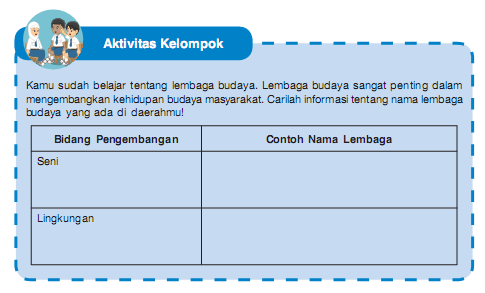 Aktivitas Kelompok
Kamu sudah belajar tentang lembaga budaya. Lembaga budaya sangat penting dalam
mengembangkan kehidupan budaya masyarakat. Carilah informasi tentang nama lembaga
budaya yang ada di daerahmu!
Bidang Pengembangan Contoh Nama Lembaga
Seni
Lingkungan